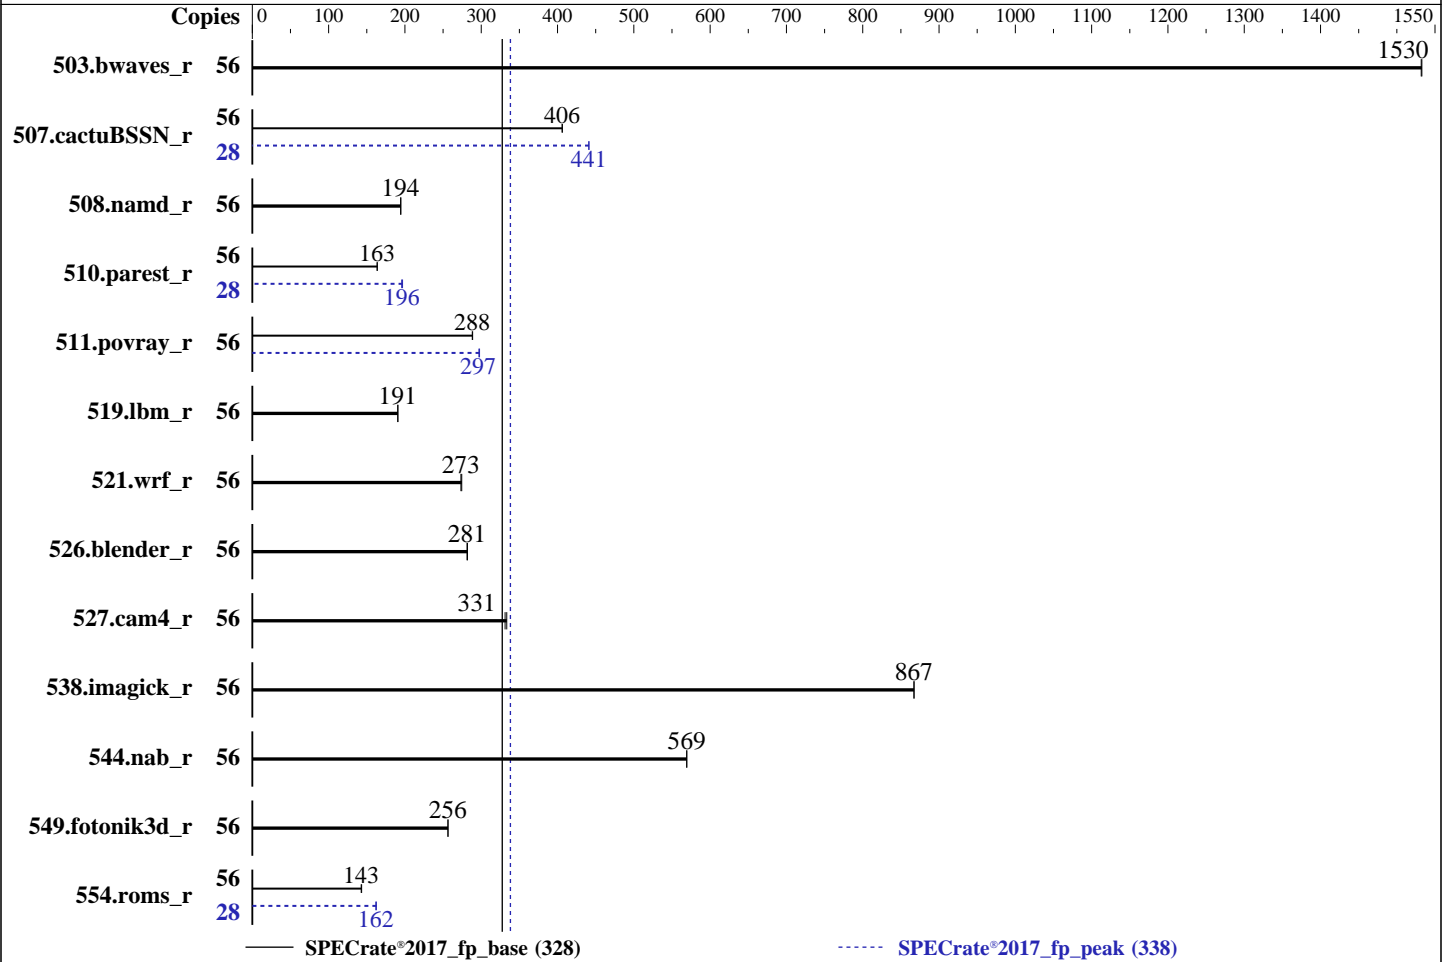 Copies 0 100 200 300 400 500 600 700 800 900 1000 1100 1200 1300 1400 1550
503.bwaves_r 56 1530
507.cactuBSSN_r 56 406
28 441
508.namd_r 56 194
510.parest_r 56 163
28 196
511.povray_r 56 288
297
519.lbm_r 56 191
521.wrf_r 56 273
526.blender_r 56 281
527.cam4_r 56 331
538.imagick_r 56 867
544.nab_r 56 569
549.fotonik3d_r 56 256
554.roms_r 56 143
28 162
SPECrate®2017_fp_base (328) SPECrate®2017_fp_peak (338)